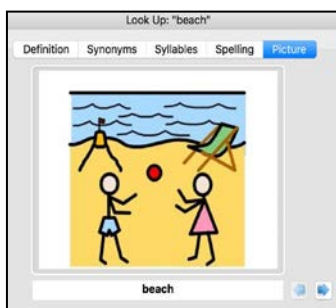 Look Up: "beach"
Definition Synonyms Syllables Spelling Picture
beach